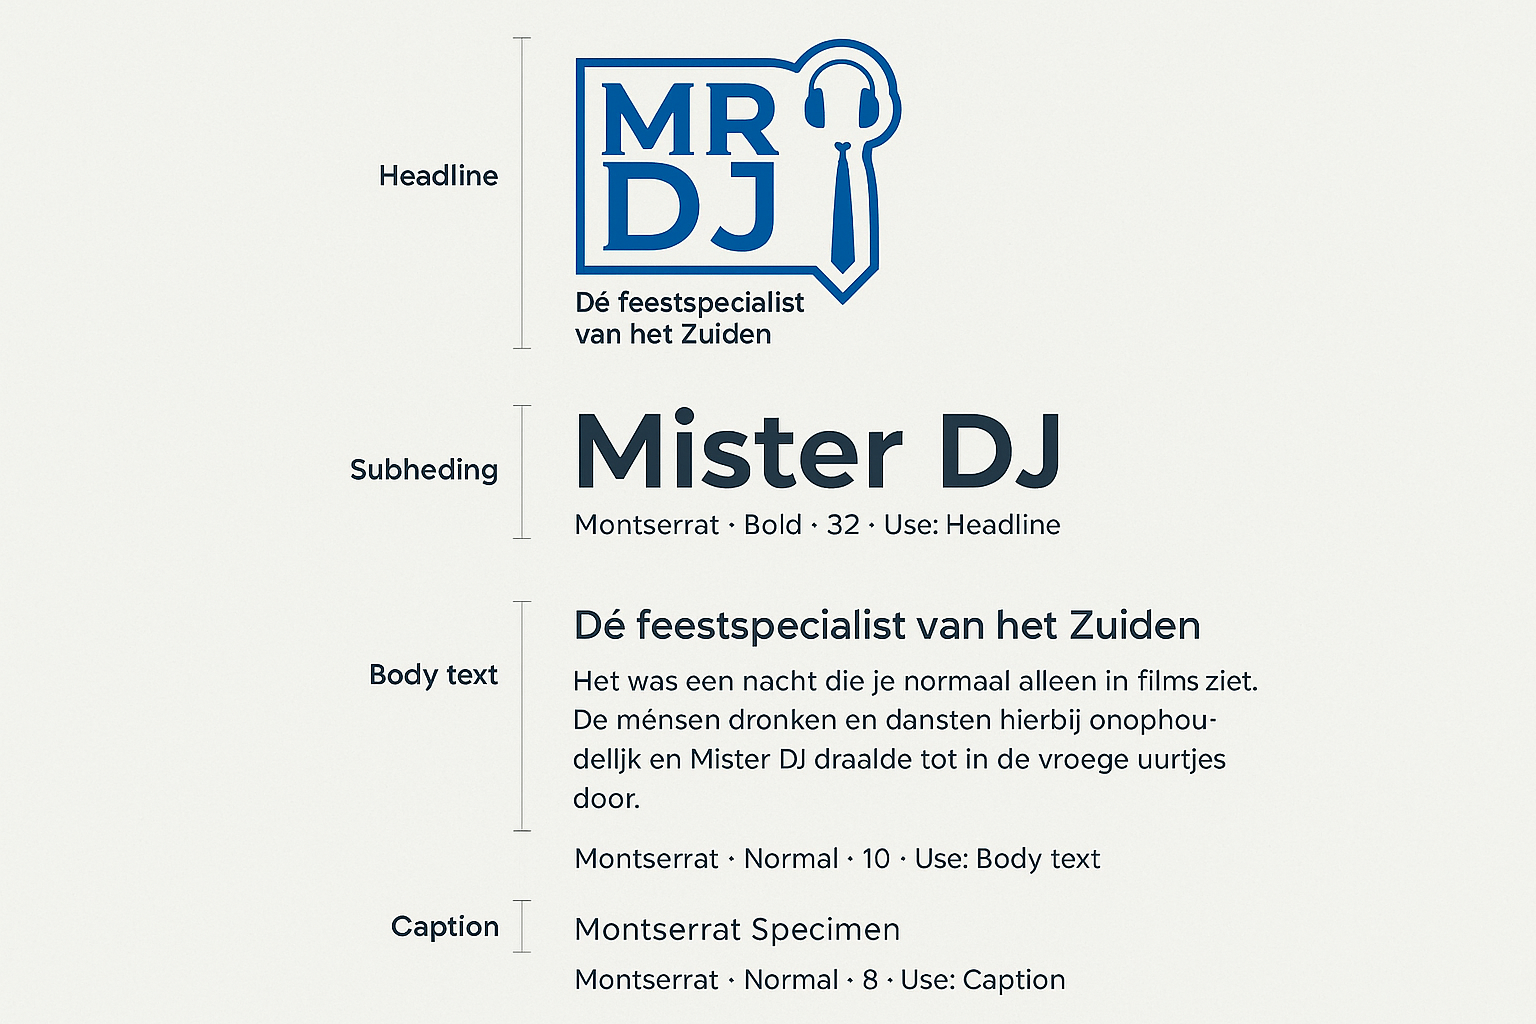 Headline
MR
DJ
Dé feestspecialist
van het Zuiden
Subheding
Mister DJ
Montserrat · Bold · 32 · Use: Headline
Body text
Dé feestspecialist van het Zuiden
Het was een nacht die je normaal alleen in films ziet.
De ménsen dronken en dansten hierbij onophou-
delljk en Mister DJ draalde tot in de vroege uurtjes
door.
Montserrat · Normal · 10 · Use: Body text
Caption
Montserrat Specimen
Montserrat · Normal · 8 · Use: Caption